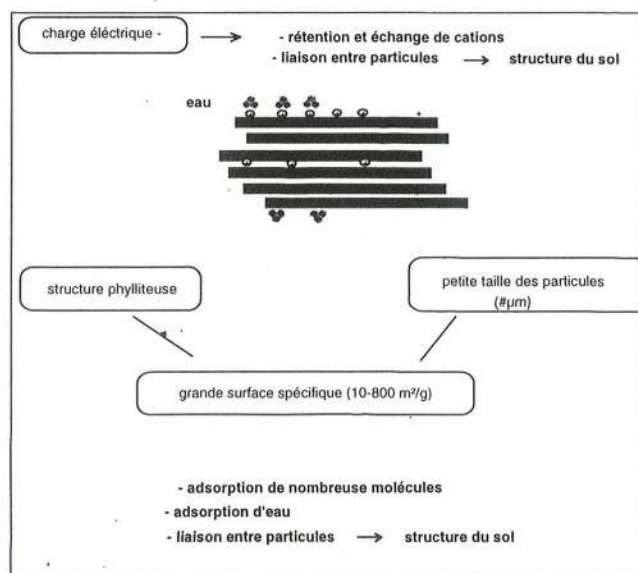 charge éléctrique -
- rétention et échange de cations
- liaison entre particules → structure du sol
eau
structure phylliteuse
petite taille des particules
(#µm)
grande surface spécifique (10-800 m²/g)
- adsorption de nombreuse molécules
- adsorption d'eau
- liaison entre particules → structure du sol